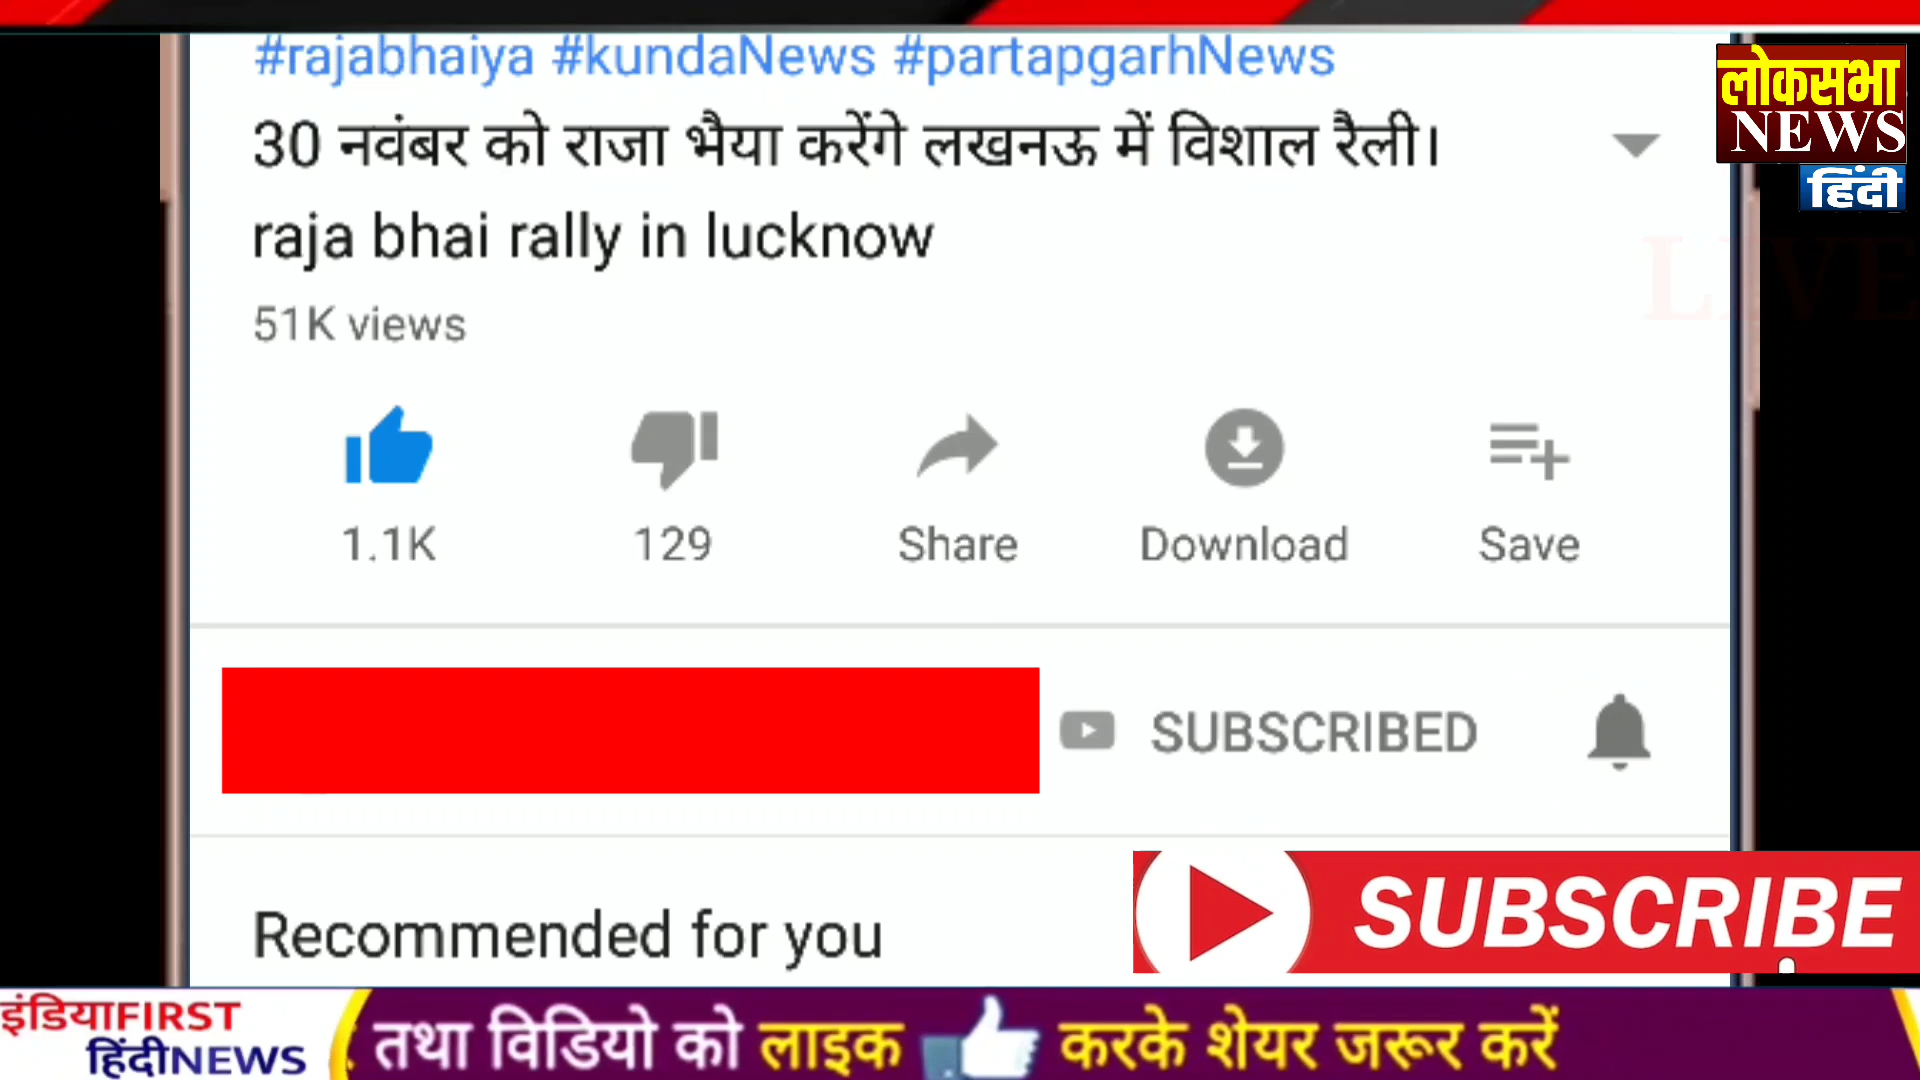 #rajabhaiya #kundaNews #partapgarhNews
30 नवंबर को राजा भैया करेंगे लखनऊ में विशाल रैली।
raja bhai rally in lucknow
51K views
1.1K
129
Share
Download
Save
SUBSCRIBED
Recommended for you
लोकसभा
NEWS
हिंदी
LIVE
SUBSCRIBE
इंडियाFIRST
हिंदीNEWS
तथा विडियो को लाइक करके शेयर जरूर करें